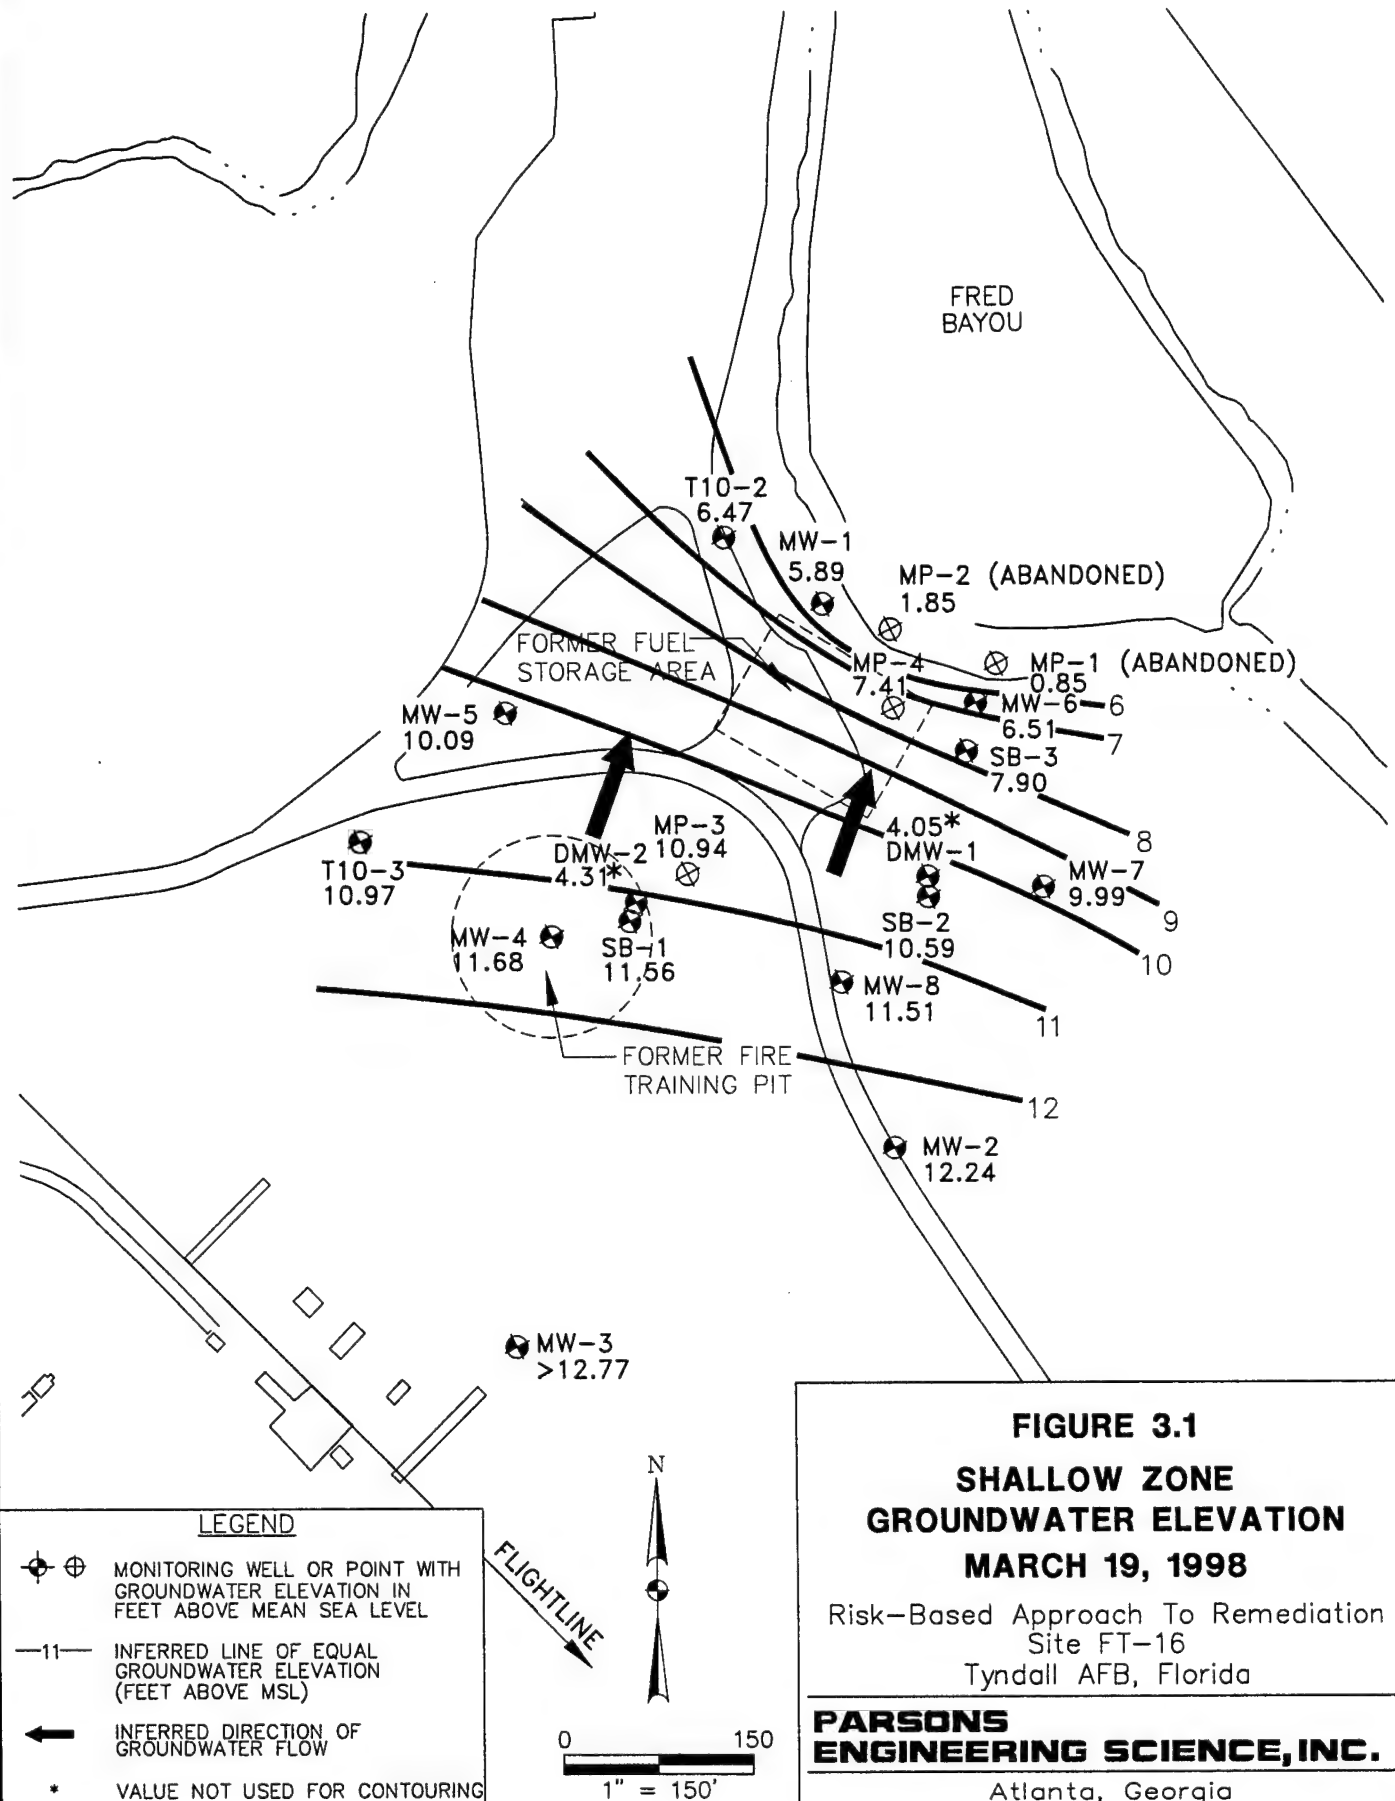 FRED
BAYOU
T10-2
6.47
MW-1
5.89
MP-2 (ABANDONED)
1.85
FORMER FUEL
STORAGE AREA
MP-4
7.41
MP-1 (ABANDONED)
0.85
MW-6
6.51
6
7
MW-5
10.09
SB-3
7.90
8
MP-3
10.94
4.05*
DMW-1
DMW-2
4.31*
T10-3
10.97
MW-7
9.99
9
SB-2
10.59
10
MW-4
11.68
SB-1
11.56
MW-8
11.51
11
FORMER FIRE
TRAINING PIT
12
MW-2
12.24
MW-3
>12.77
FIGURE 3.1
SHALLOW ZONE
GROUNDWATER ELEVATION
MARCH 19, 1998
Risk-Based Approach To Remediation
Site FT-16
Tyndall AFB, Florida
PARSONS
ENGINEERING SCIENCE, INC.
Atlanta, Georgia
N
FLIGHTLINE
0 150
1" = 150'
LEGEND
MONITORING WELL OR POINT WITH
GROUNDWATER ELEVATION IN
FEET ABOVE MEAN SEA LEVEL
11 INFERRED LINE OF EQUAL
GROUNDWATER ELEVATION
(FEET ABOVE MSL)
INFERRED DIRECTION OF
GROUNDWATER FLOW
* VALUE NOT USED FOR CONTOURING